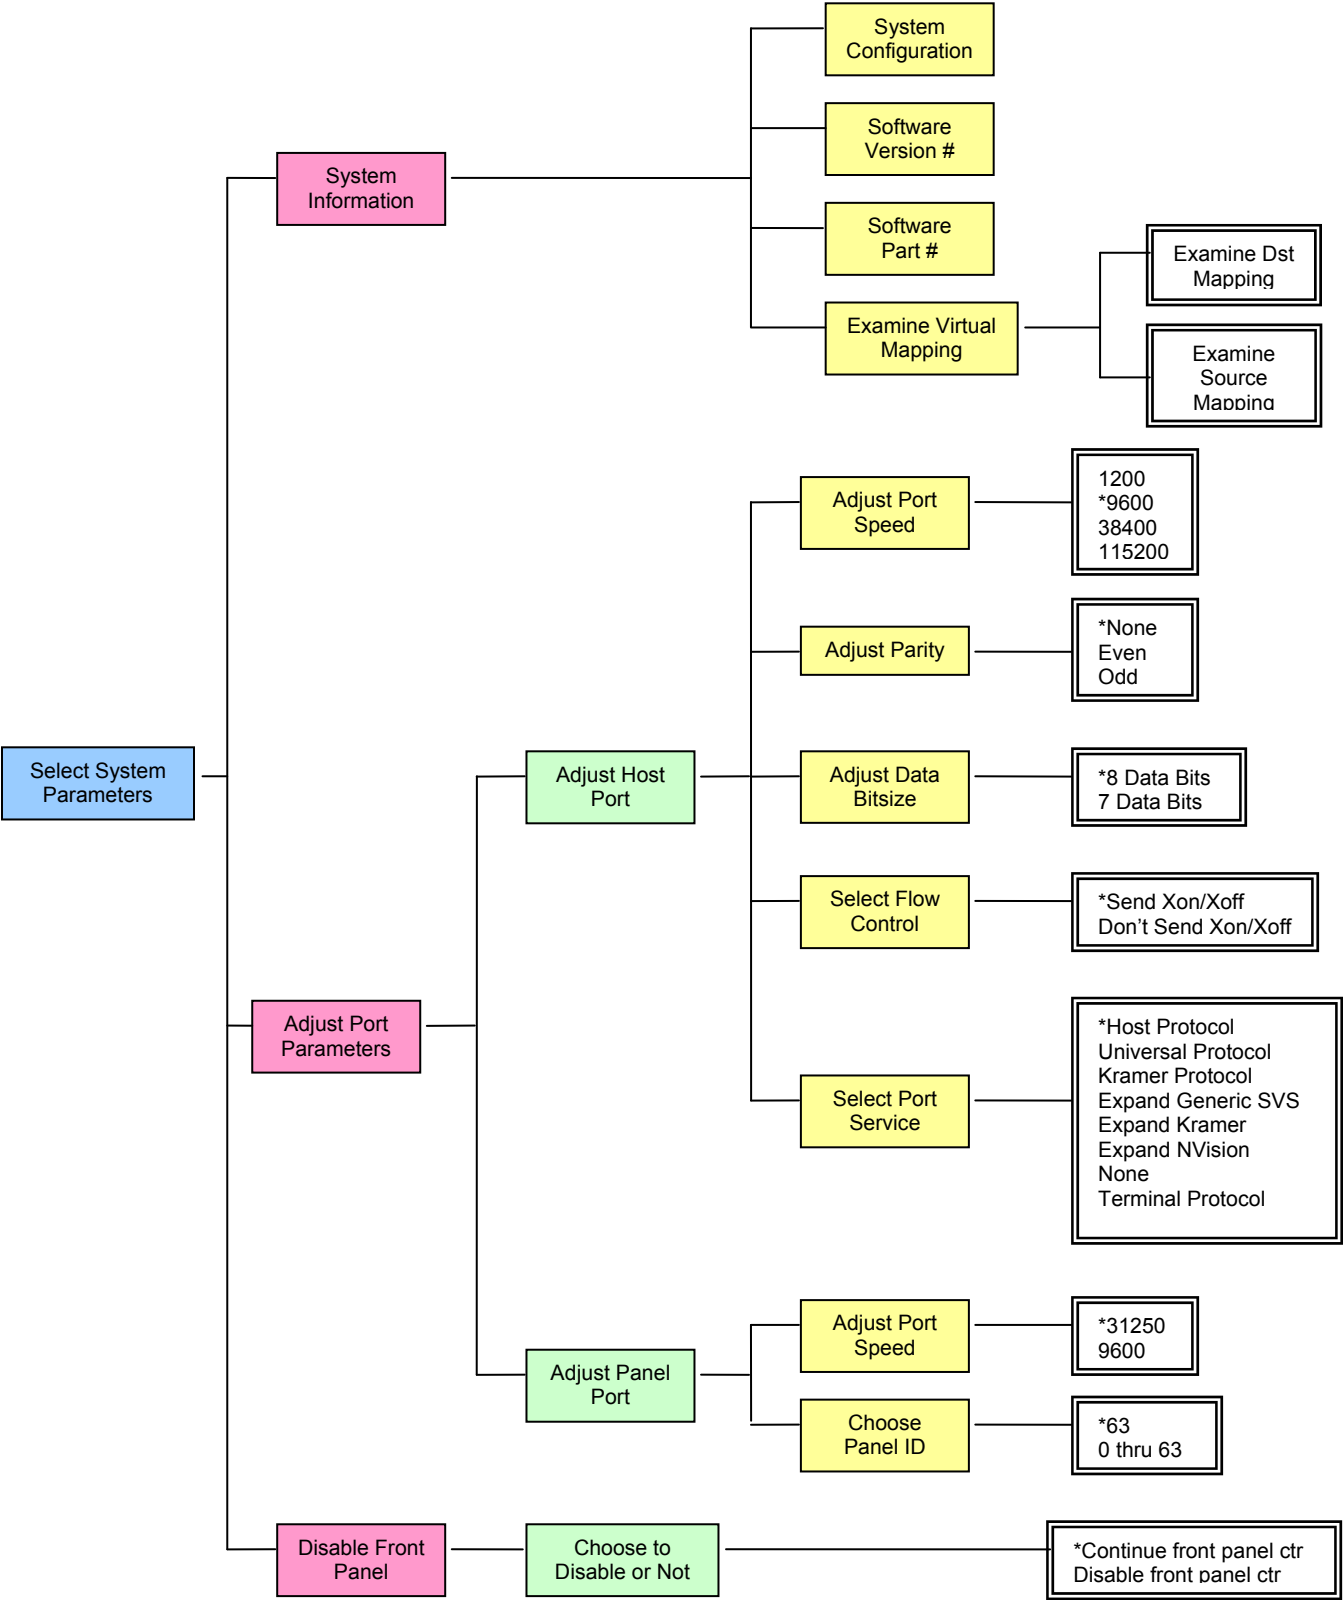 System
Configuration
Software
Version #
System
Information
Software
Part #
Examine Virtual
Mapping
Examine Dst
Mapping
Examine
Source
Mapping
Adjust Port
Speed
1200
*9600
38400
115200
Adjust Parity
*None
Even
Odd
Select System
Parameters
Adjust Host
Port
Adjust Data
Bitsize
*8 Data Bits
7 Data Bits
Select Flow
Control
*Send Xon/Xoff
Don’t Send Xon/Xoff
Adjust Port
Parameters
Select Port
Service
*Host Protocol
Universal Protocol
Kramer Protocol
Expand Generic SVS
Expand Kramer
Expand NVision
None
Terminal Protocol
Adjust Panel
Port
Adjust Port
Speed
*31250
9600
Choose
Panel ID
*63
0 thru 63
Disable Front
Panel
Choose to
Disable or Not
*Continue front panel ctr
Disable front panel ctr